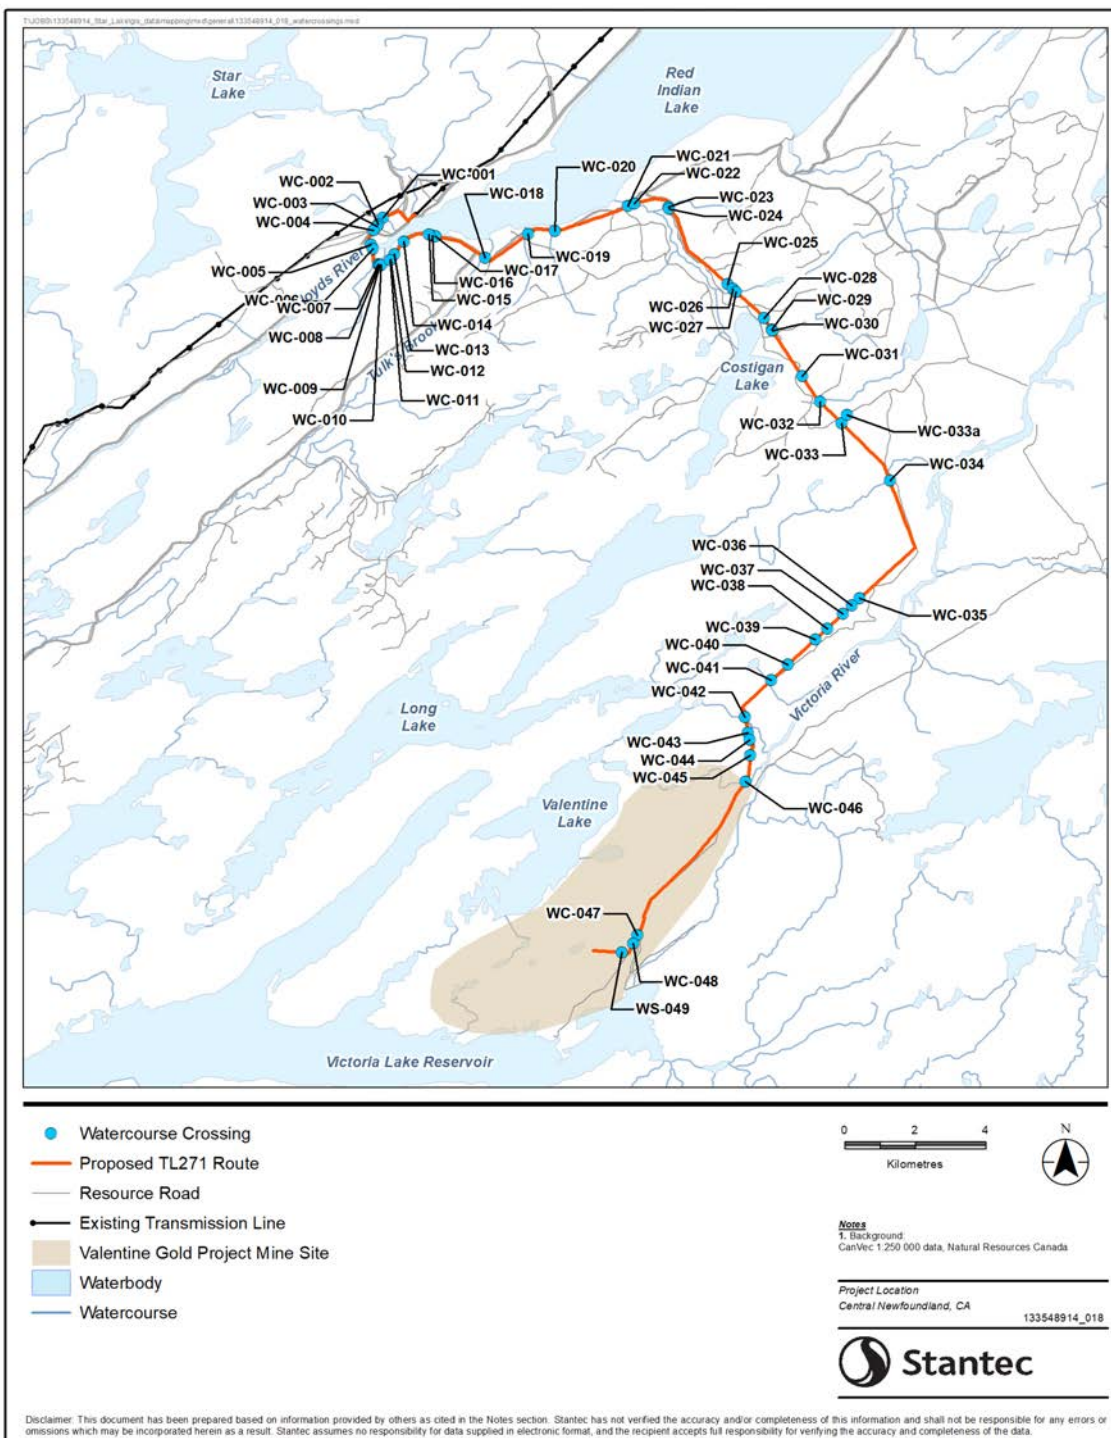 Star
Lake
Red
Indian
Lake
WC-001
WC-002
WC-003
WC-004
WC-005
WC-007
WC-008
WC-009
WC-010
WC-011
WC-012
WC-013
WC-014
WC-015
WC-016
WC-017
WC-018
WC-019
WC-020
WC-021
WC-022
WC-023
WC-024
WC-025
WC-026
WC-027
WC-028
WC-029
WC-030
WC-031
WC-032
WC-033
WC-033a
WC-034
WC-035
WC-036
WC-037
WC-038
WC-039
WC-040
WC-041
WC-042
WC-043
WC-044
WC-045
WC-046
WC-047
WC-048
WS-049
River
Tulk's
Costigan
Lake
Victoria River
Long
Lake
Valentine
Lake
Victoria Lake Reservoir
Watercourse Crossing
Proposed TL271 Route
Resource Road
Existing Transmission Line
Valentine Gold Project Mine Site
Waterbody
Watercourse
0 2 4
Kilometres
N
Notes
1. Background:
CanVec 1:250 000 data, Natural Resources Canada
Project Location
Central Newfoundland, CA
133548914_018
Stantec
Disclaimer: This document has been prepared based on information provided by others as cited in the Notes section. Stantec has not verified the accuracy and/or completeness of this information and shall not be responsible for any errors or
omissions which may be incorporated herein as a result. Stantec assumes no responsibility for data supplied in electronic format, and the recipient accepts full responsibility for verifying the accuracy and completeness of the data.